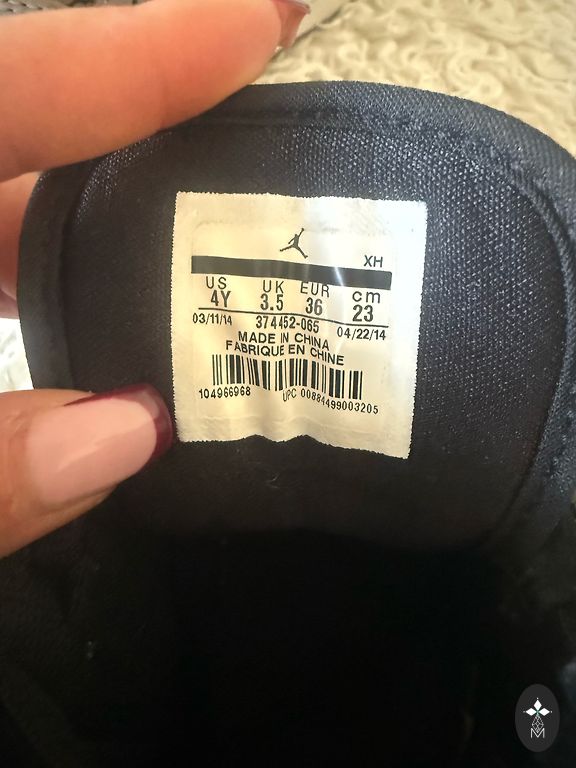 XH
US UK EUR cm
4Y 3.5 36 23
03/11/14 374452-065 04/22/14
MADE IN CHINA
FABRIQUE EN CHINE
104966968 UPC 00884499003205
M